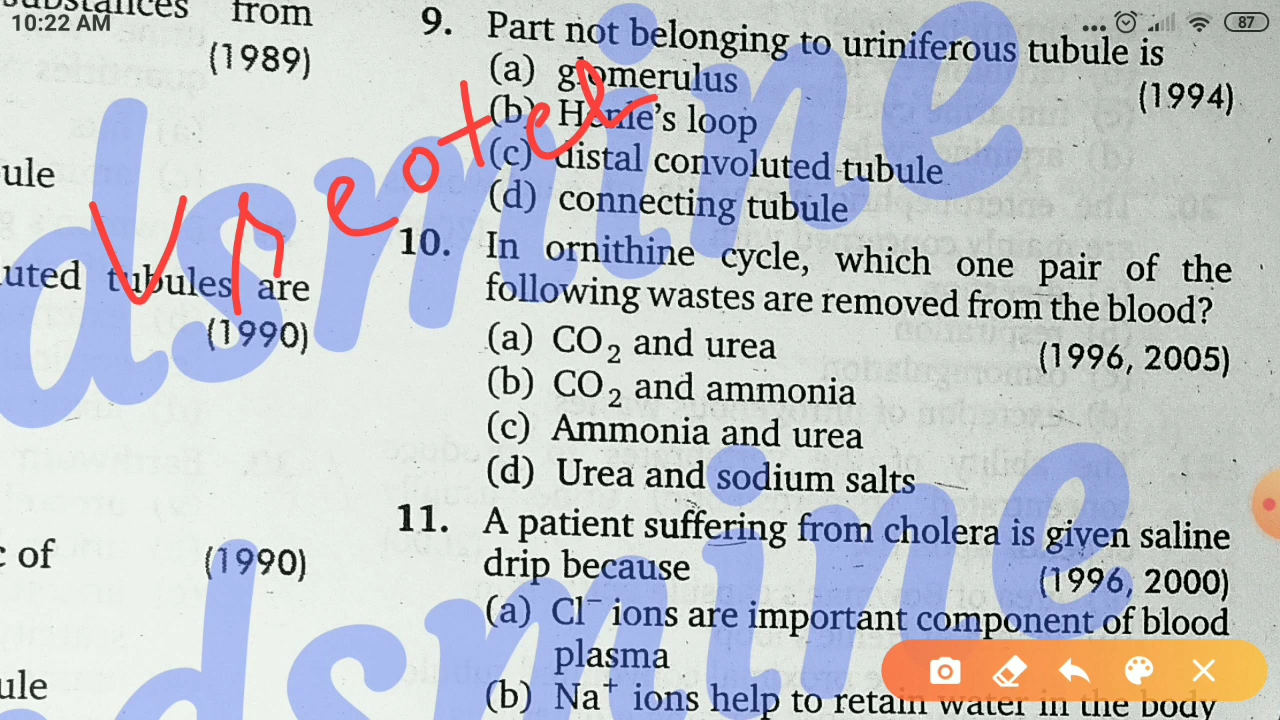 10:22 AM
87
substances from
(1989)
ule
uted tubules are
(1990)
of
(1990)
ule
9. Part not belonging to uriniferous tubule is
(1994)
(a) glomerulus
(b) Henle's loop
(c) distal convoluted tubule
(d) connecting tubule
10. In ornithine cycle, which one pair of the
following wastes are removed from the blood?
(a) CO2 and urea (1996, 2005)
(b) CO2 and ammonia
(c) Ammonia and urea
(d) Urea and sodium salts
11. A patient suffering from cholera is given saline
drip because (1996, 2000)
(a) Cl⁻ ions are important component of blood
plasma
(b) Na⁺ ions help to retain water in the body
dsmine
dsmine